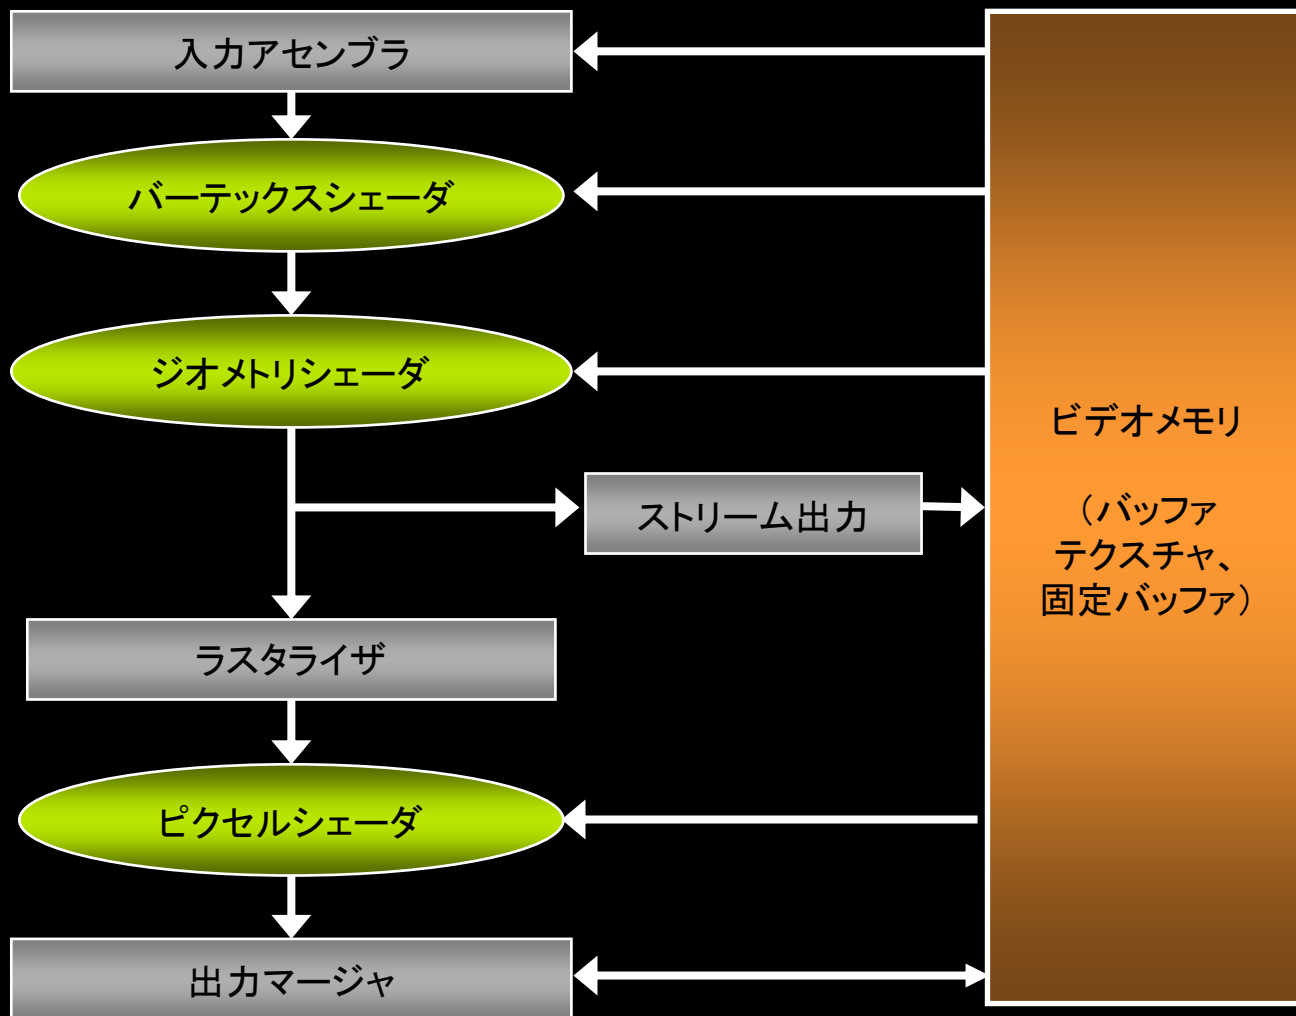 入力アセンブラ
バーテックスシェーダ
ジオメトリシェーダ
ストリーム出力
ラスタライザ
ピクセルシェーダ
出力マージャ
ビデオメモリ
（バッファ
テクスチャ、
固定バッファ）